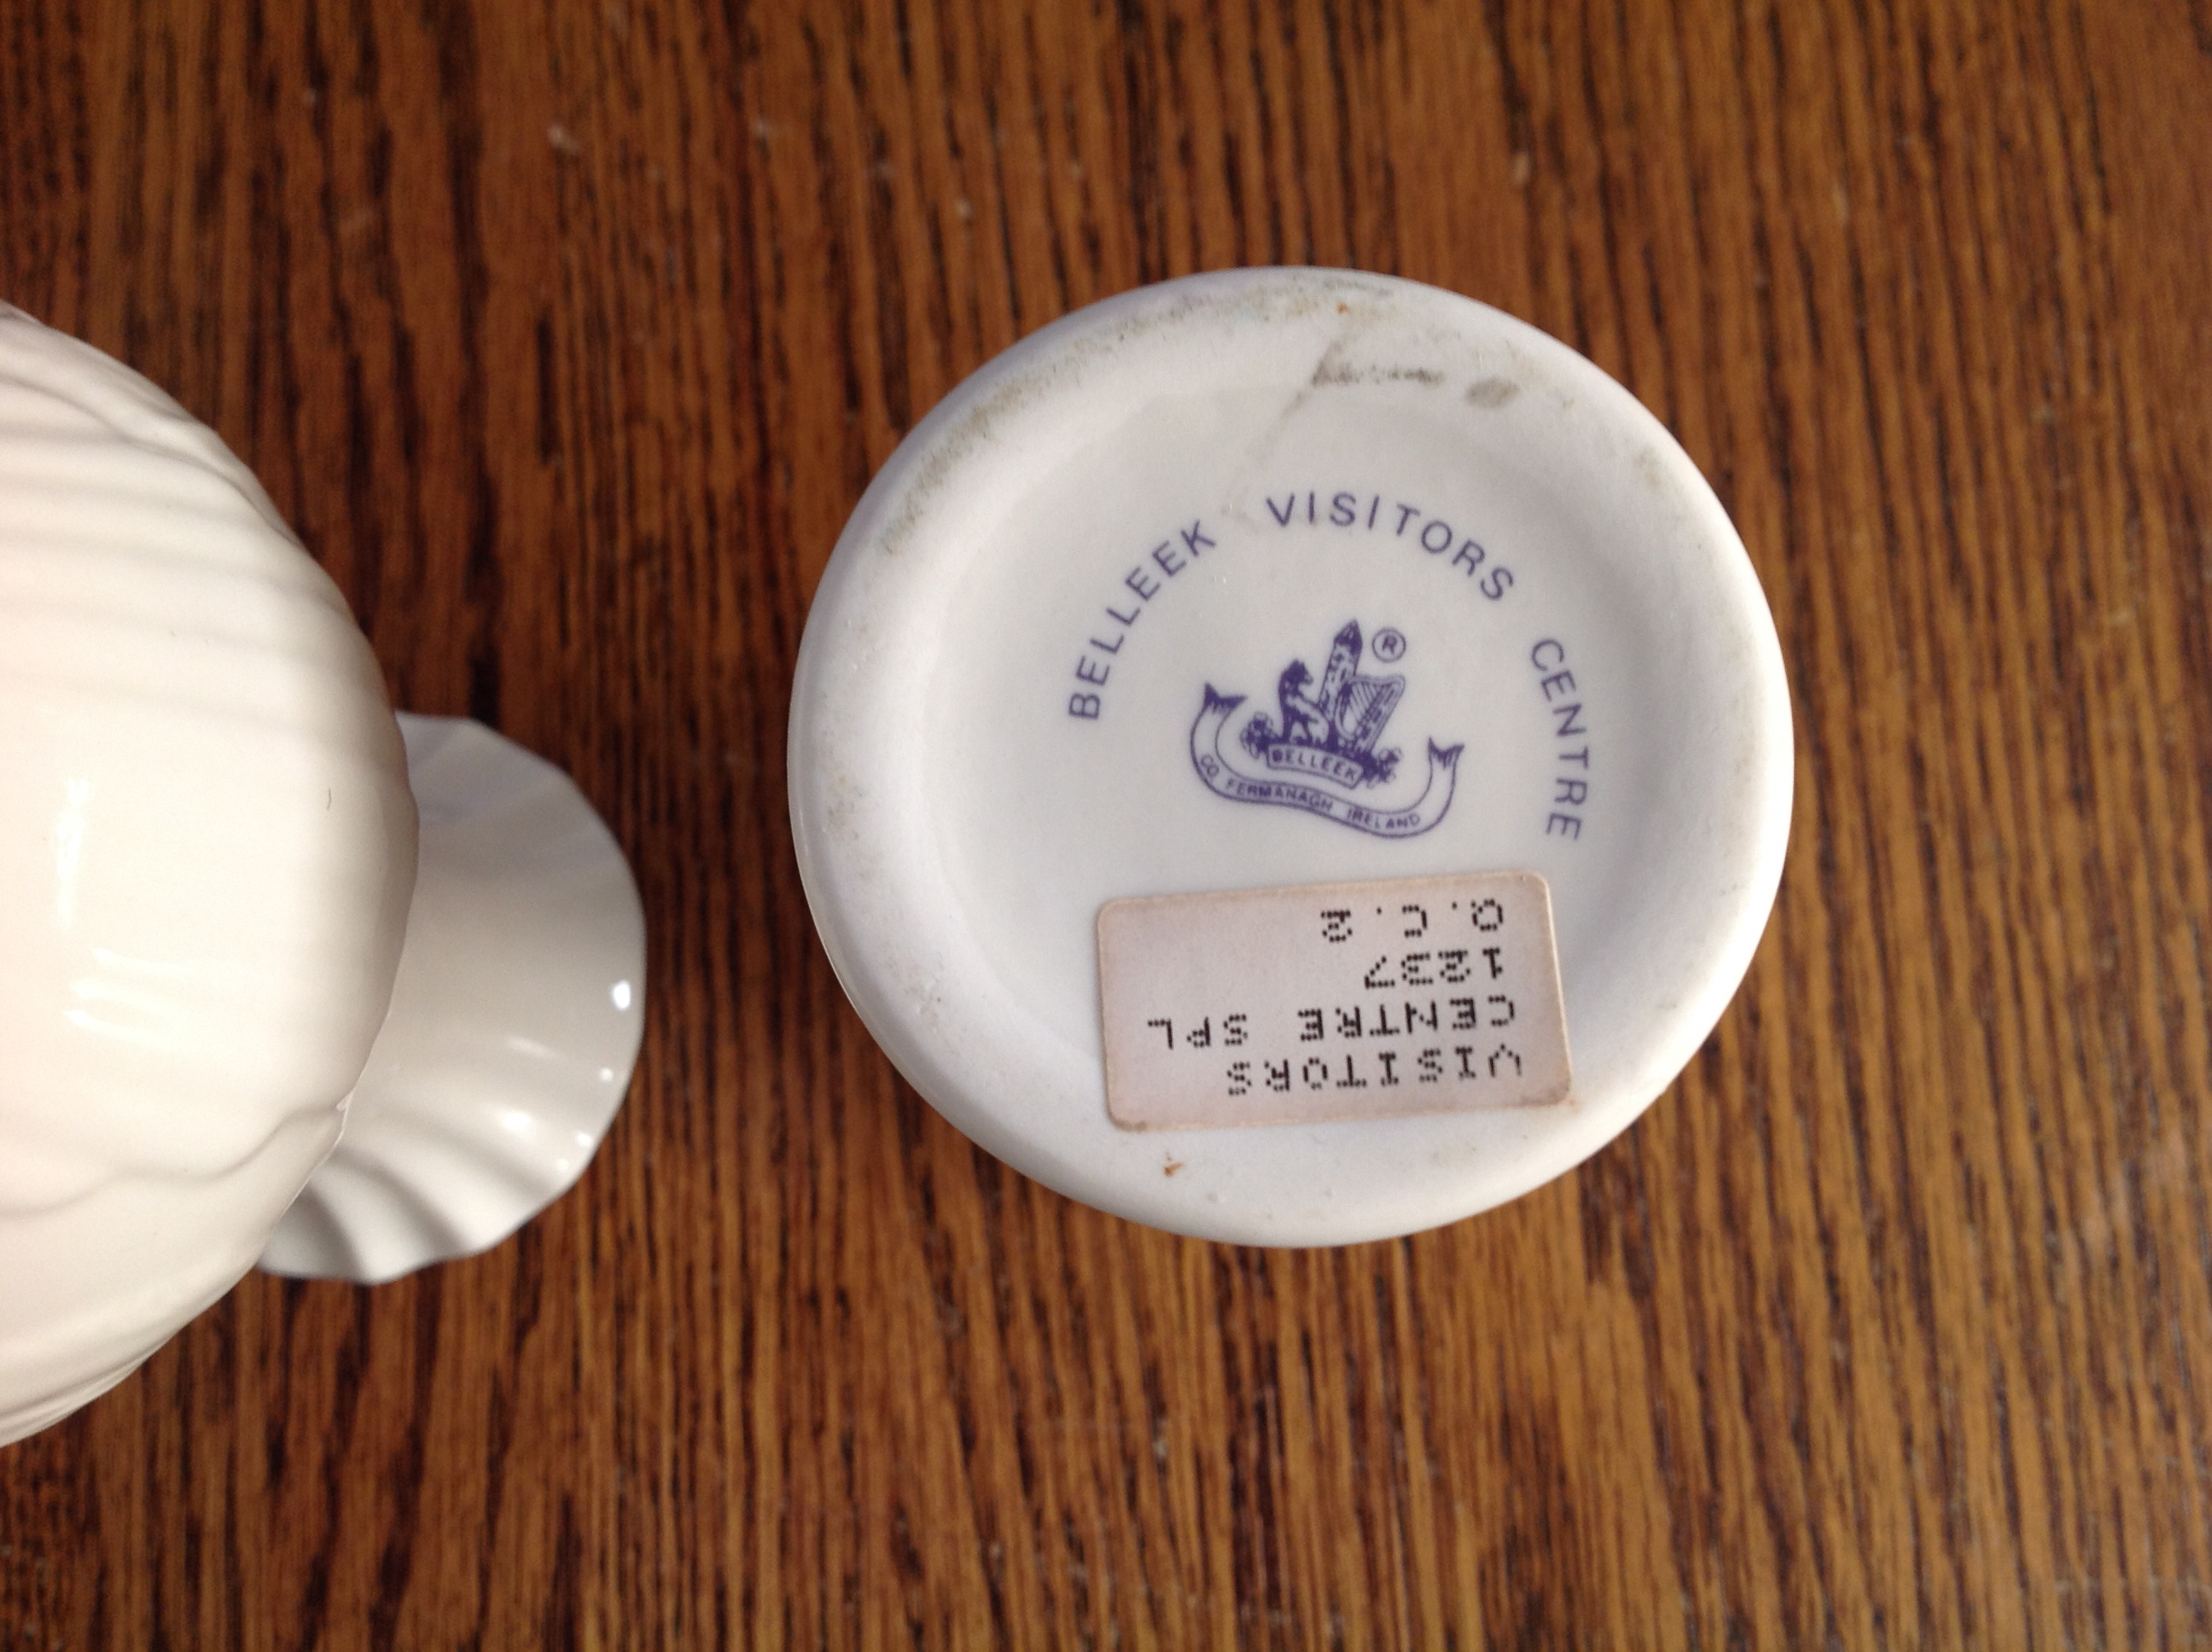 BELLEEK VISITORS CENTRE
®
BELLEEK
CO. FERMANAGH IRELAND
VISITORS
CENTRE SPL
1237
Q.C.2